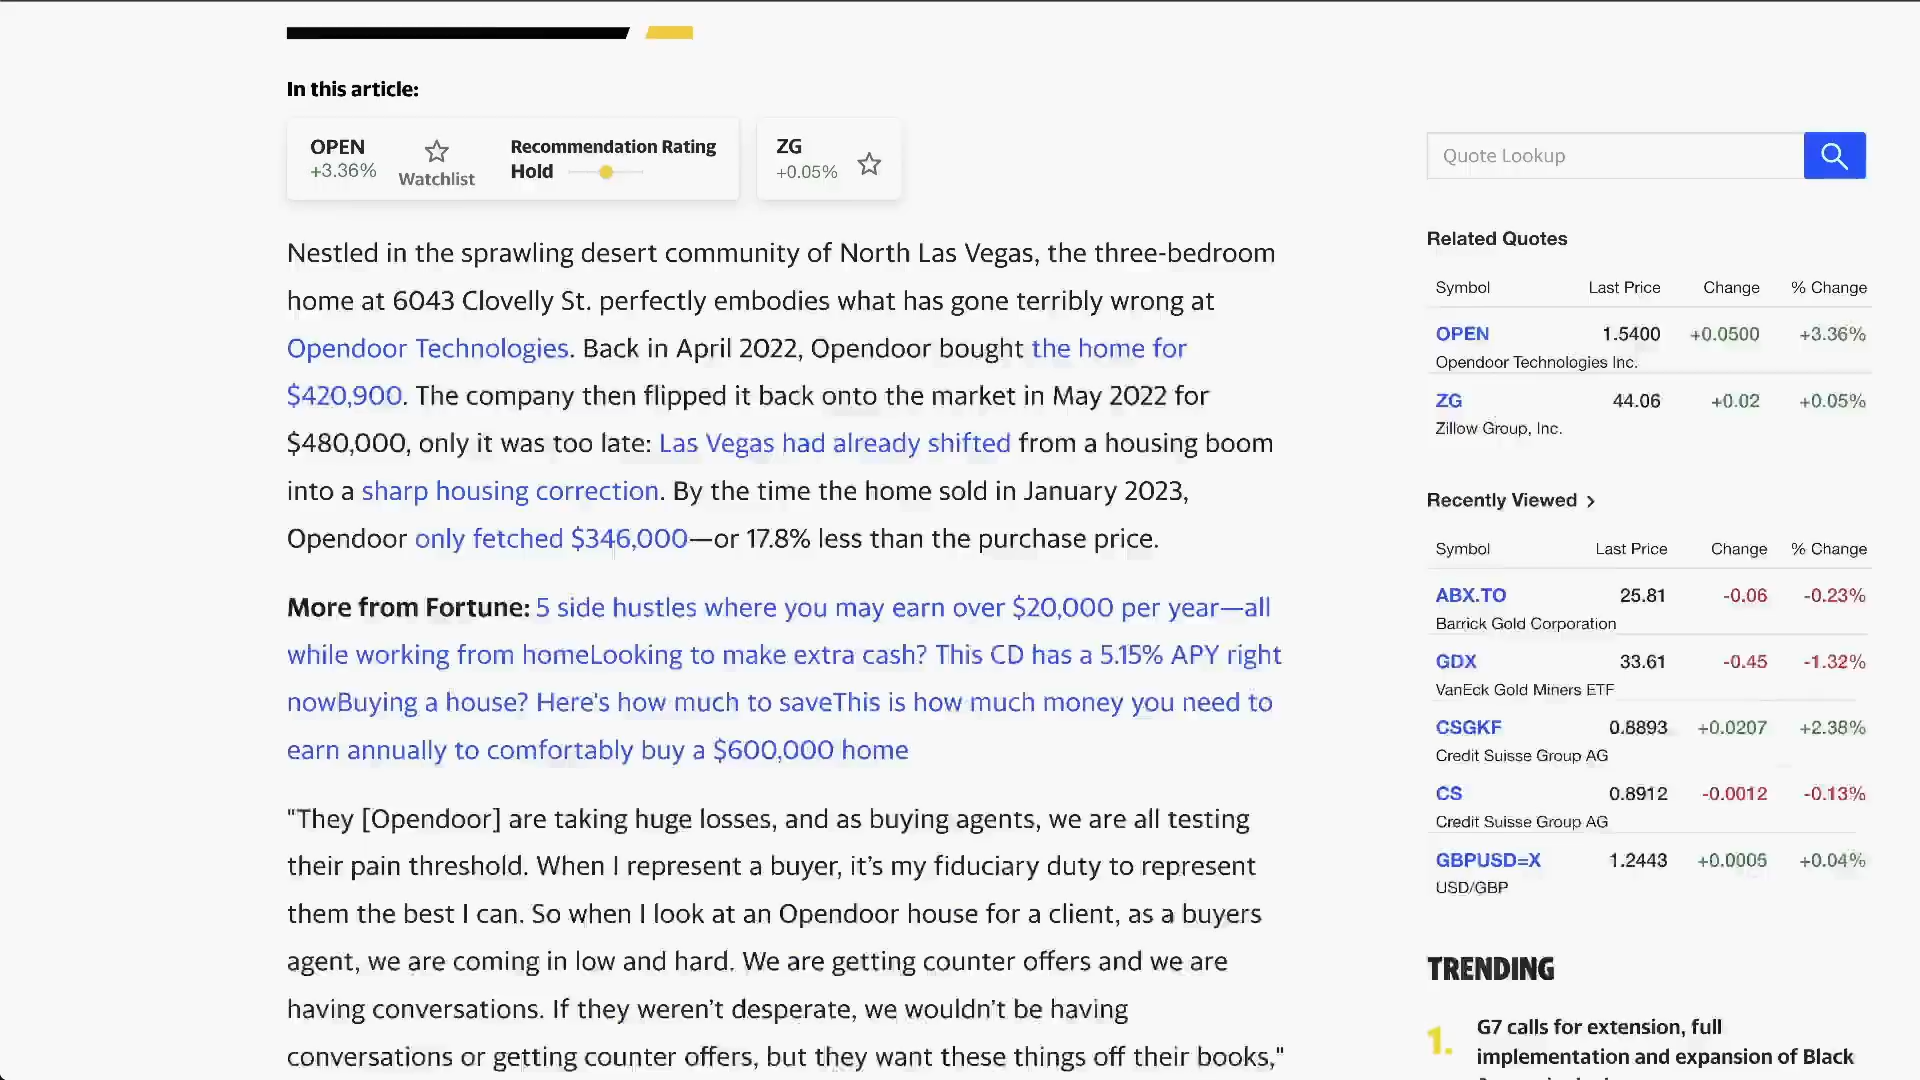 In this article:
OPEN
+3.36%
Watchlist
Recommendation Rating
Hold
ZG
+0.05%
Nestled in the sprawling desert community of North Las Vegas, the three-bedroom
home at 6043 Clovelly St. perfectly embodies what has gone terribly wrong at
Opendoor Technologies. Back in April 2022, Opendoor bought the home for
$420,900. The company then flipped it back onto the market in May 2022 for
$480,000, only it was too late: Las Vegas had already shifted from a housing boom
into a sharp housing correction. By the time the home sold in January 2023,
Opendoor only fetched $346,000—or 17.8% less than the purchase price.
More from Fortune: 5 side hustles where you may earn over $20,000 per year—all
while working from homeLooking to make extra cash? This CD has a 5.15% APY right
nowBuying a house? Here's how much to saveThis is how much money you need to
earn annually to comfortably buy a $600,000 home
"They [Opendoor] are taking huge losses, and as buying agents, we are all testing
their pain threshold. When I represent a buyer, it’s my fiduciary duty to represent
them the best I can. So when I look at an Opendoor house for a client, as a buyers
agent, we are coming in low and hard. We are getting counter offers and we are
having conversations. If they weren’t desperate, we wouldn’t be having
conversations or getting counter offers, but they want these things off their books,"
Quote Lookup
Related Quotes
Symbol Last Price Change % Change
OPEN 1.5400 +0.0500 +3.36%
Opendoor Technologies Inc.
ZG 44.06 +0.02 +0.05%
Zillow Group, Inc.
Recently Viewed >
Symbol Last Price Change % Change
ABX.TO 25.81 -0.06 -0.23%
Barrick Gold Corporation
GDX 33.61 -0.45 -1.32%
VanEck Gold Miners ETF
CSGKF 0.8893 +0.0207 +2.38%
Credit Suisse Group AG
CS 0.8912 -0.0012 -0.13%
Credit Suisse Group AG
GBPUSD=X 1.2443 +0.0005 +0.04%
USD/GBP
TRENDING
1. G7 calls for extension, full
implementation and expansion of Black